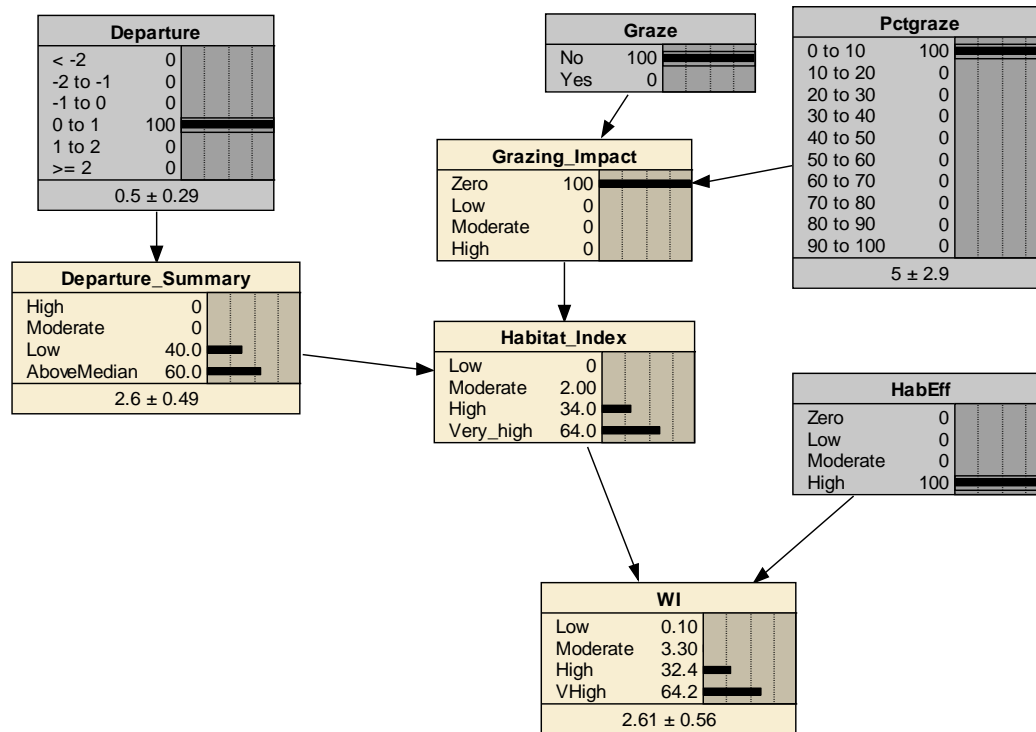 Departure
< -2 0
-2 to -1 0
-1 to 0 0
0 to 1 100
1 to 2 0
>= 2 0
0.5 ± 0.29
Graze
No 100
Yes 0
Pctgraze
0 to 10 100
10 to 20 0
20 to 30 0
30 to 40 0
40 to 50 0
50 to 60 0
60 to 70 0
70 to 80 0
80 to 90 0
90 to 100 0
5 ± 2.9
Grazing_Impact
Zero 100
Low 0
Moderate 0
High 0
Departure_Summary
High 0
Moderate 0
Low 40.0
AboveMedian 60.0
2.6 ± 0.49
Habitat_Index
Low 0
Moderate 2.00
High 34.0
Very_high 64.0
HabEff
Zero 0
Low 0
Moderate 0
High 100
WI
Low 0.10
Moderate 3.30
High 32.4
VHigh 64.2
2.61 ± 0.56